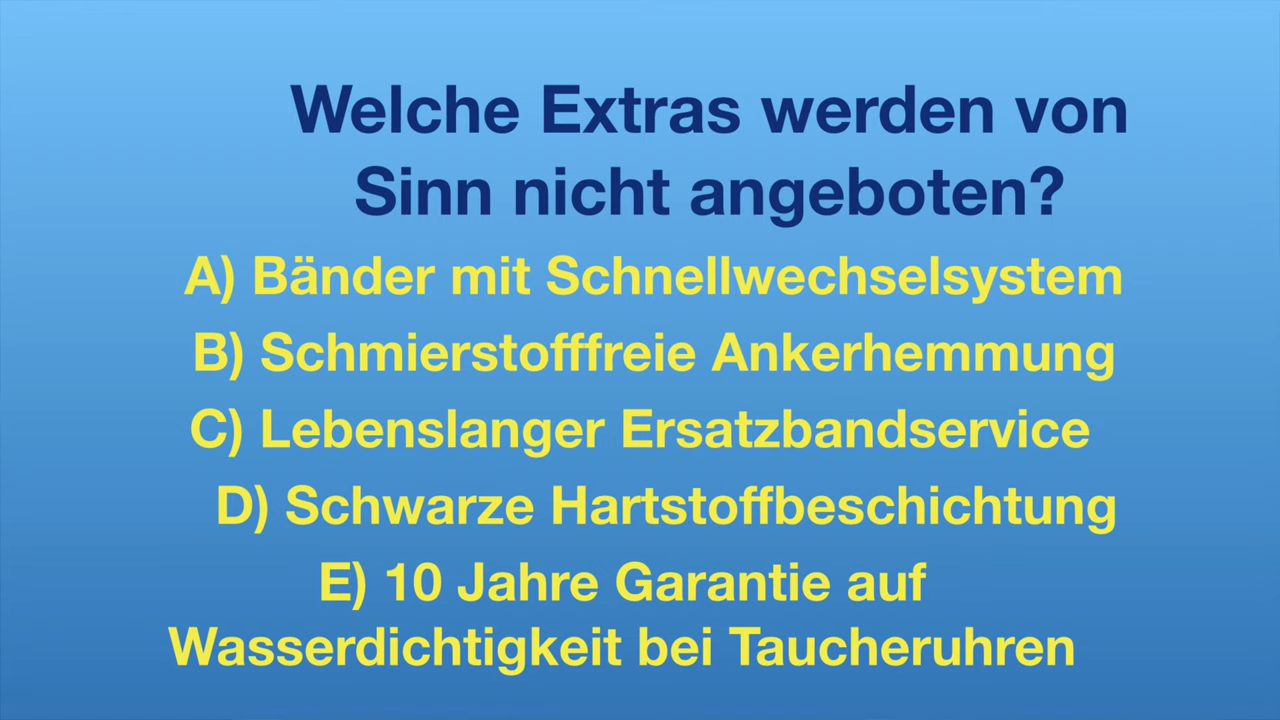 Welche Extras werden von
Sinn nicht angeboten?
A) Bänder mit Schnellwechselsystem
B) Schmierstofffreie Ankerhemmung
C) Lebenslanger Ersatzbandservice
D) Schwarze Hartstoffbeschichtung
E) 10 Jahre Garantie auf
Wasserdichtigkeit bei Taucheruhren